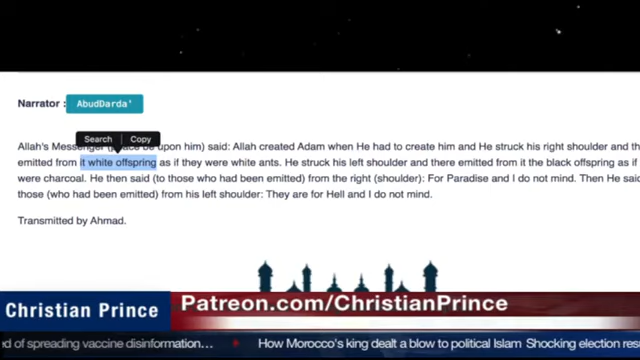 Narrator : AbudDarda'
Search Copy
Allah's Messenger (peace be upon him) said: Allah created Adam when He had to create him and He struck his right shoulder and th
emitted from it white offspring as if they were white ants. He struck his left shoulder and there emitted from it the black offspring as if
were charcoal. He then said (to those who had been emitted) from the right (shoulder): For Paradise and I do not mind. Then He said
those (who had been emitted) from his left shoulder: They are for Hell and I do not mind.
Transmitted by Ahmad.
Christian Prince
Patreon.com/ChristianPrince
ed of spreading vaccine disinformation... How Morocco's king dealt a blow to political Islam Shocking election res